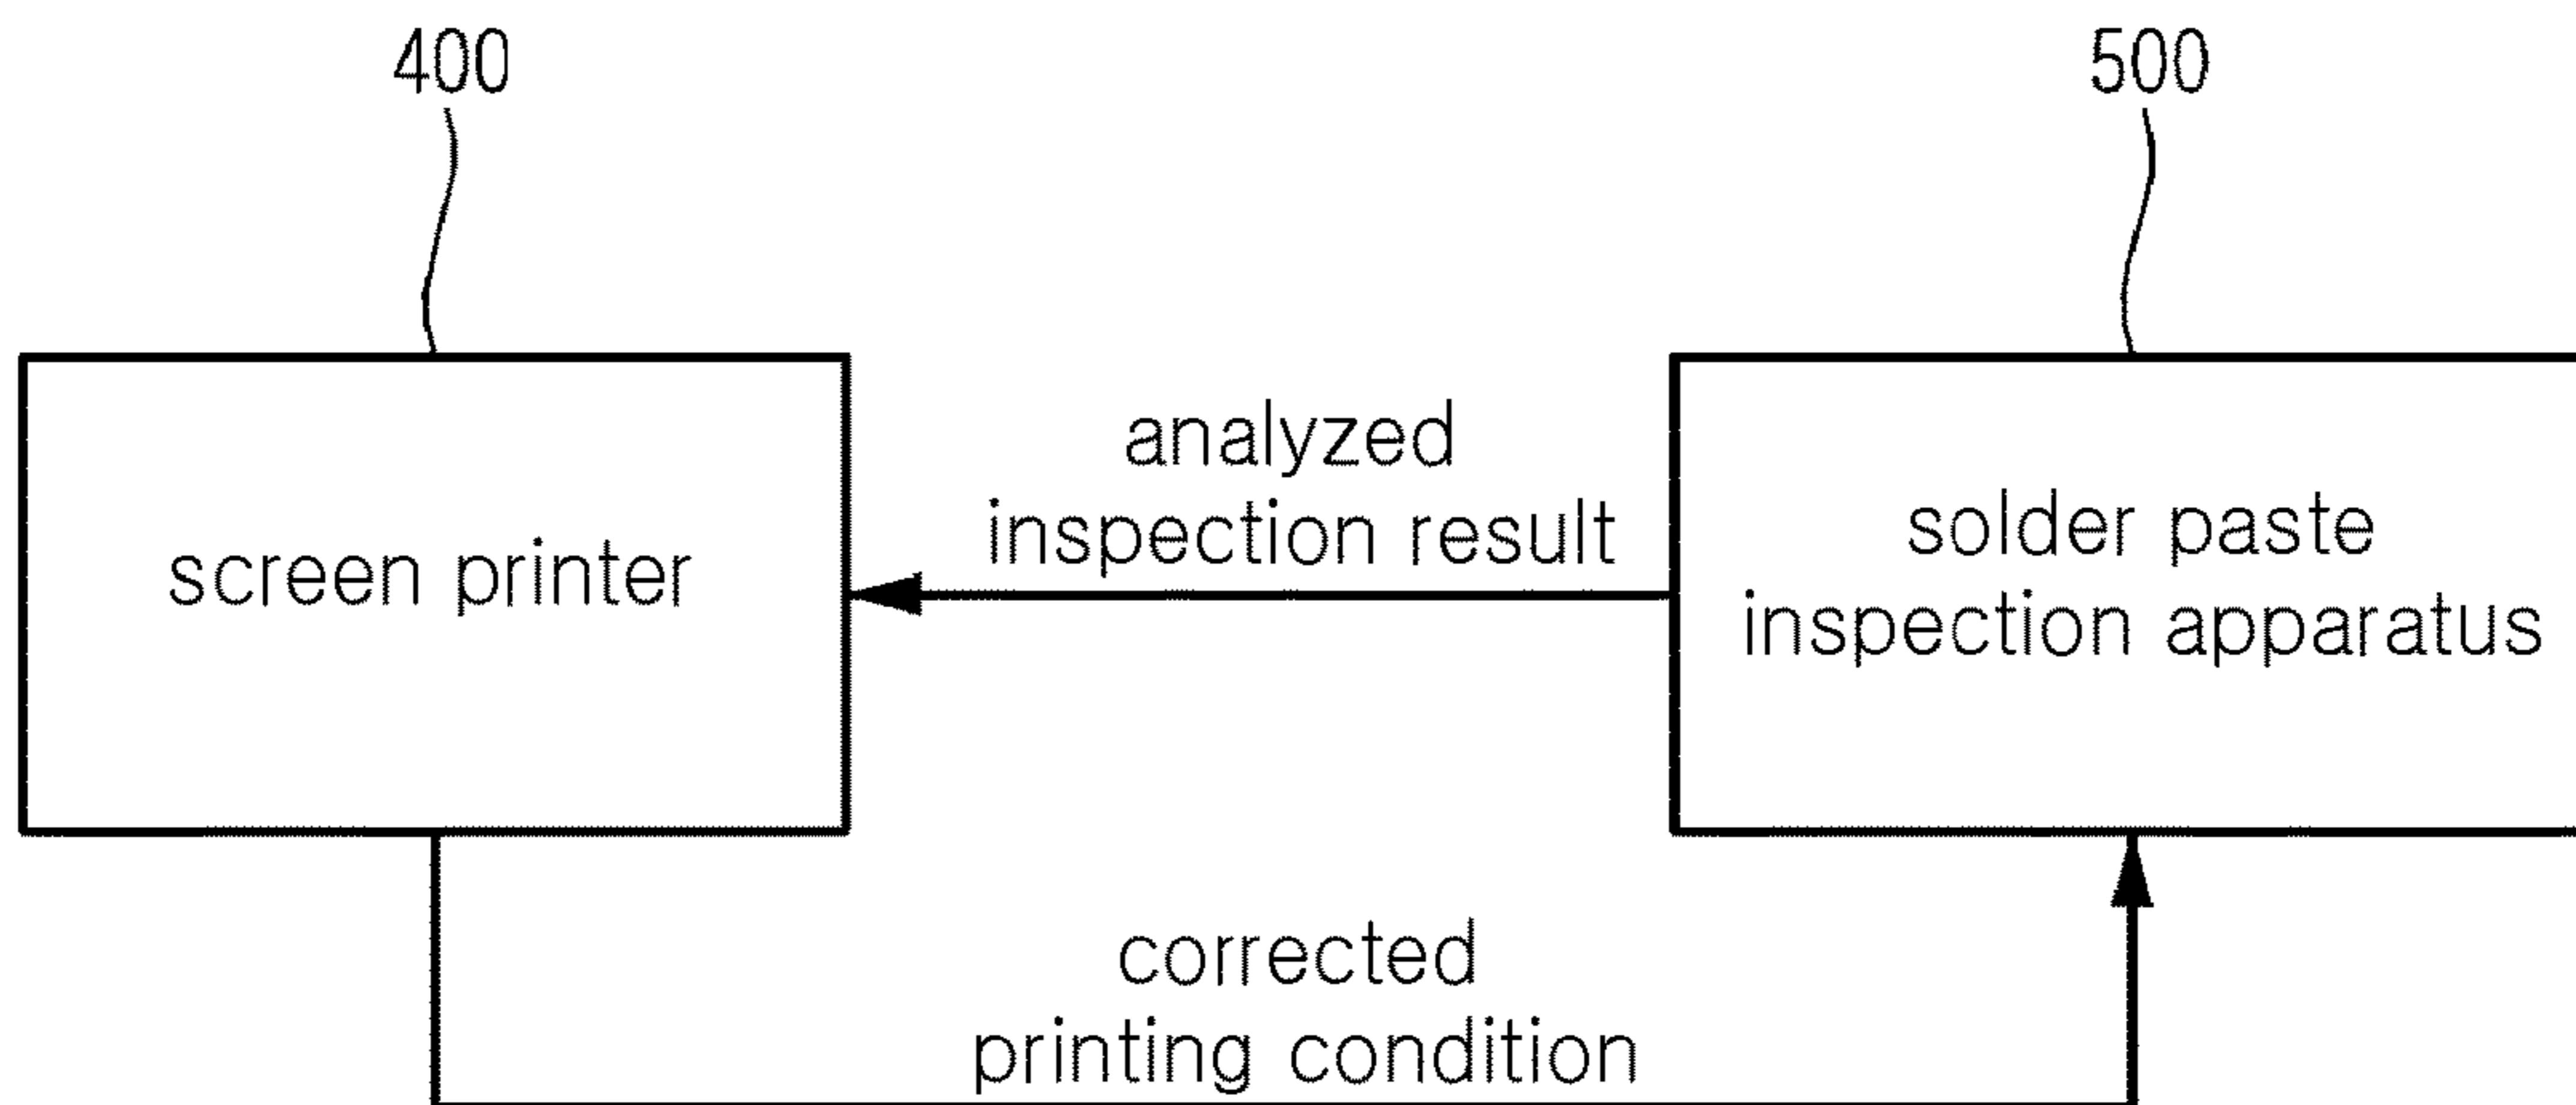 400
500
screen printer
analyzed
inspection result
solder paste
inspection apparatus
corrected
printing condition